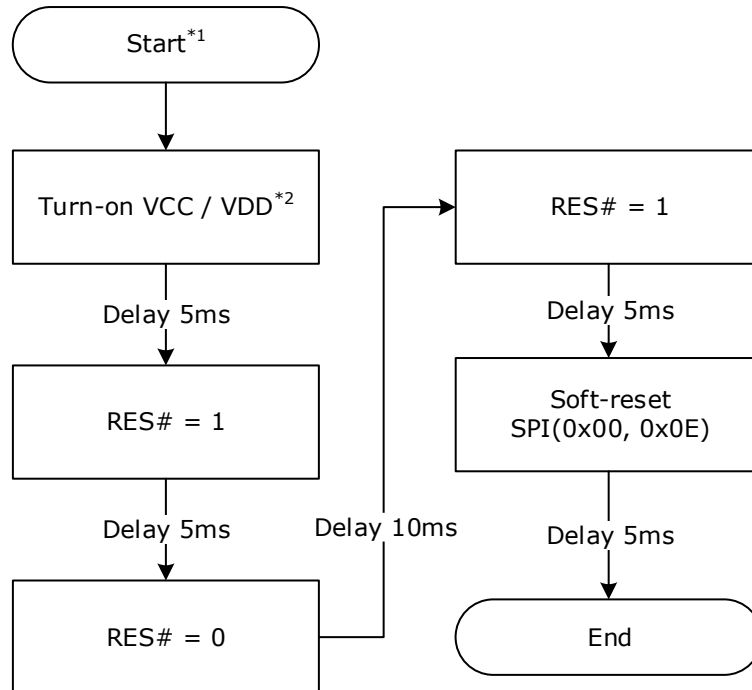 Start*1
Turn-on VCC / VDD*2
Delay 5ms
RES# = 1
Delay 5ms
RES# = 0
Delay 10ms
RES# = 1
Delay 5ms
Soft-reset
SPI(0x00, 0x0E)
Delay 5ms
End